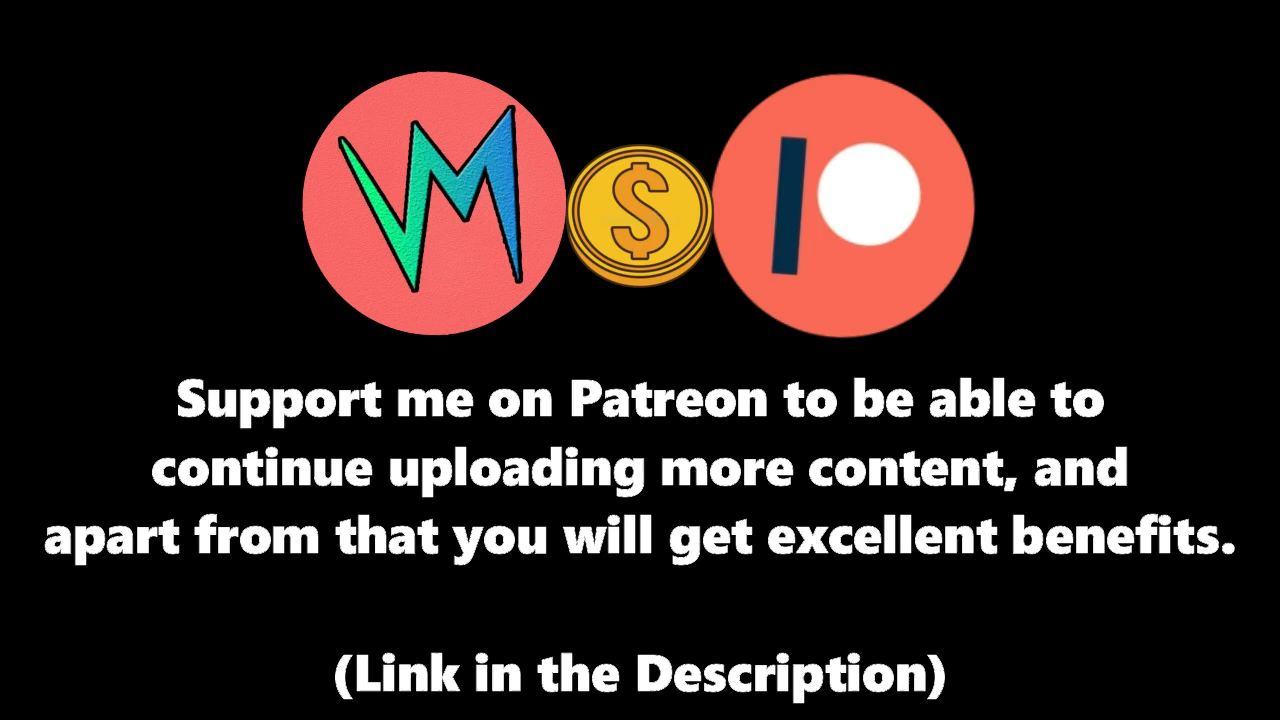 VM
$
Support me on Patreon to be able to
continue uploading more content, and
apart from that you will get excellent benefits.
(Link in the Description)